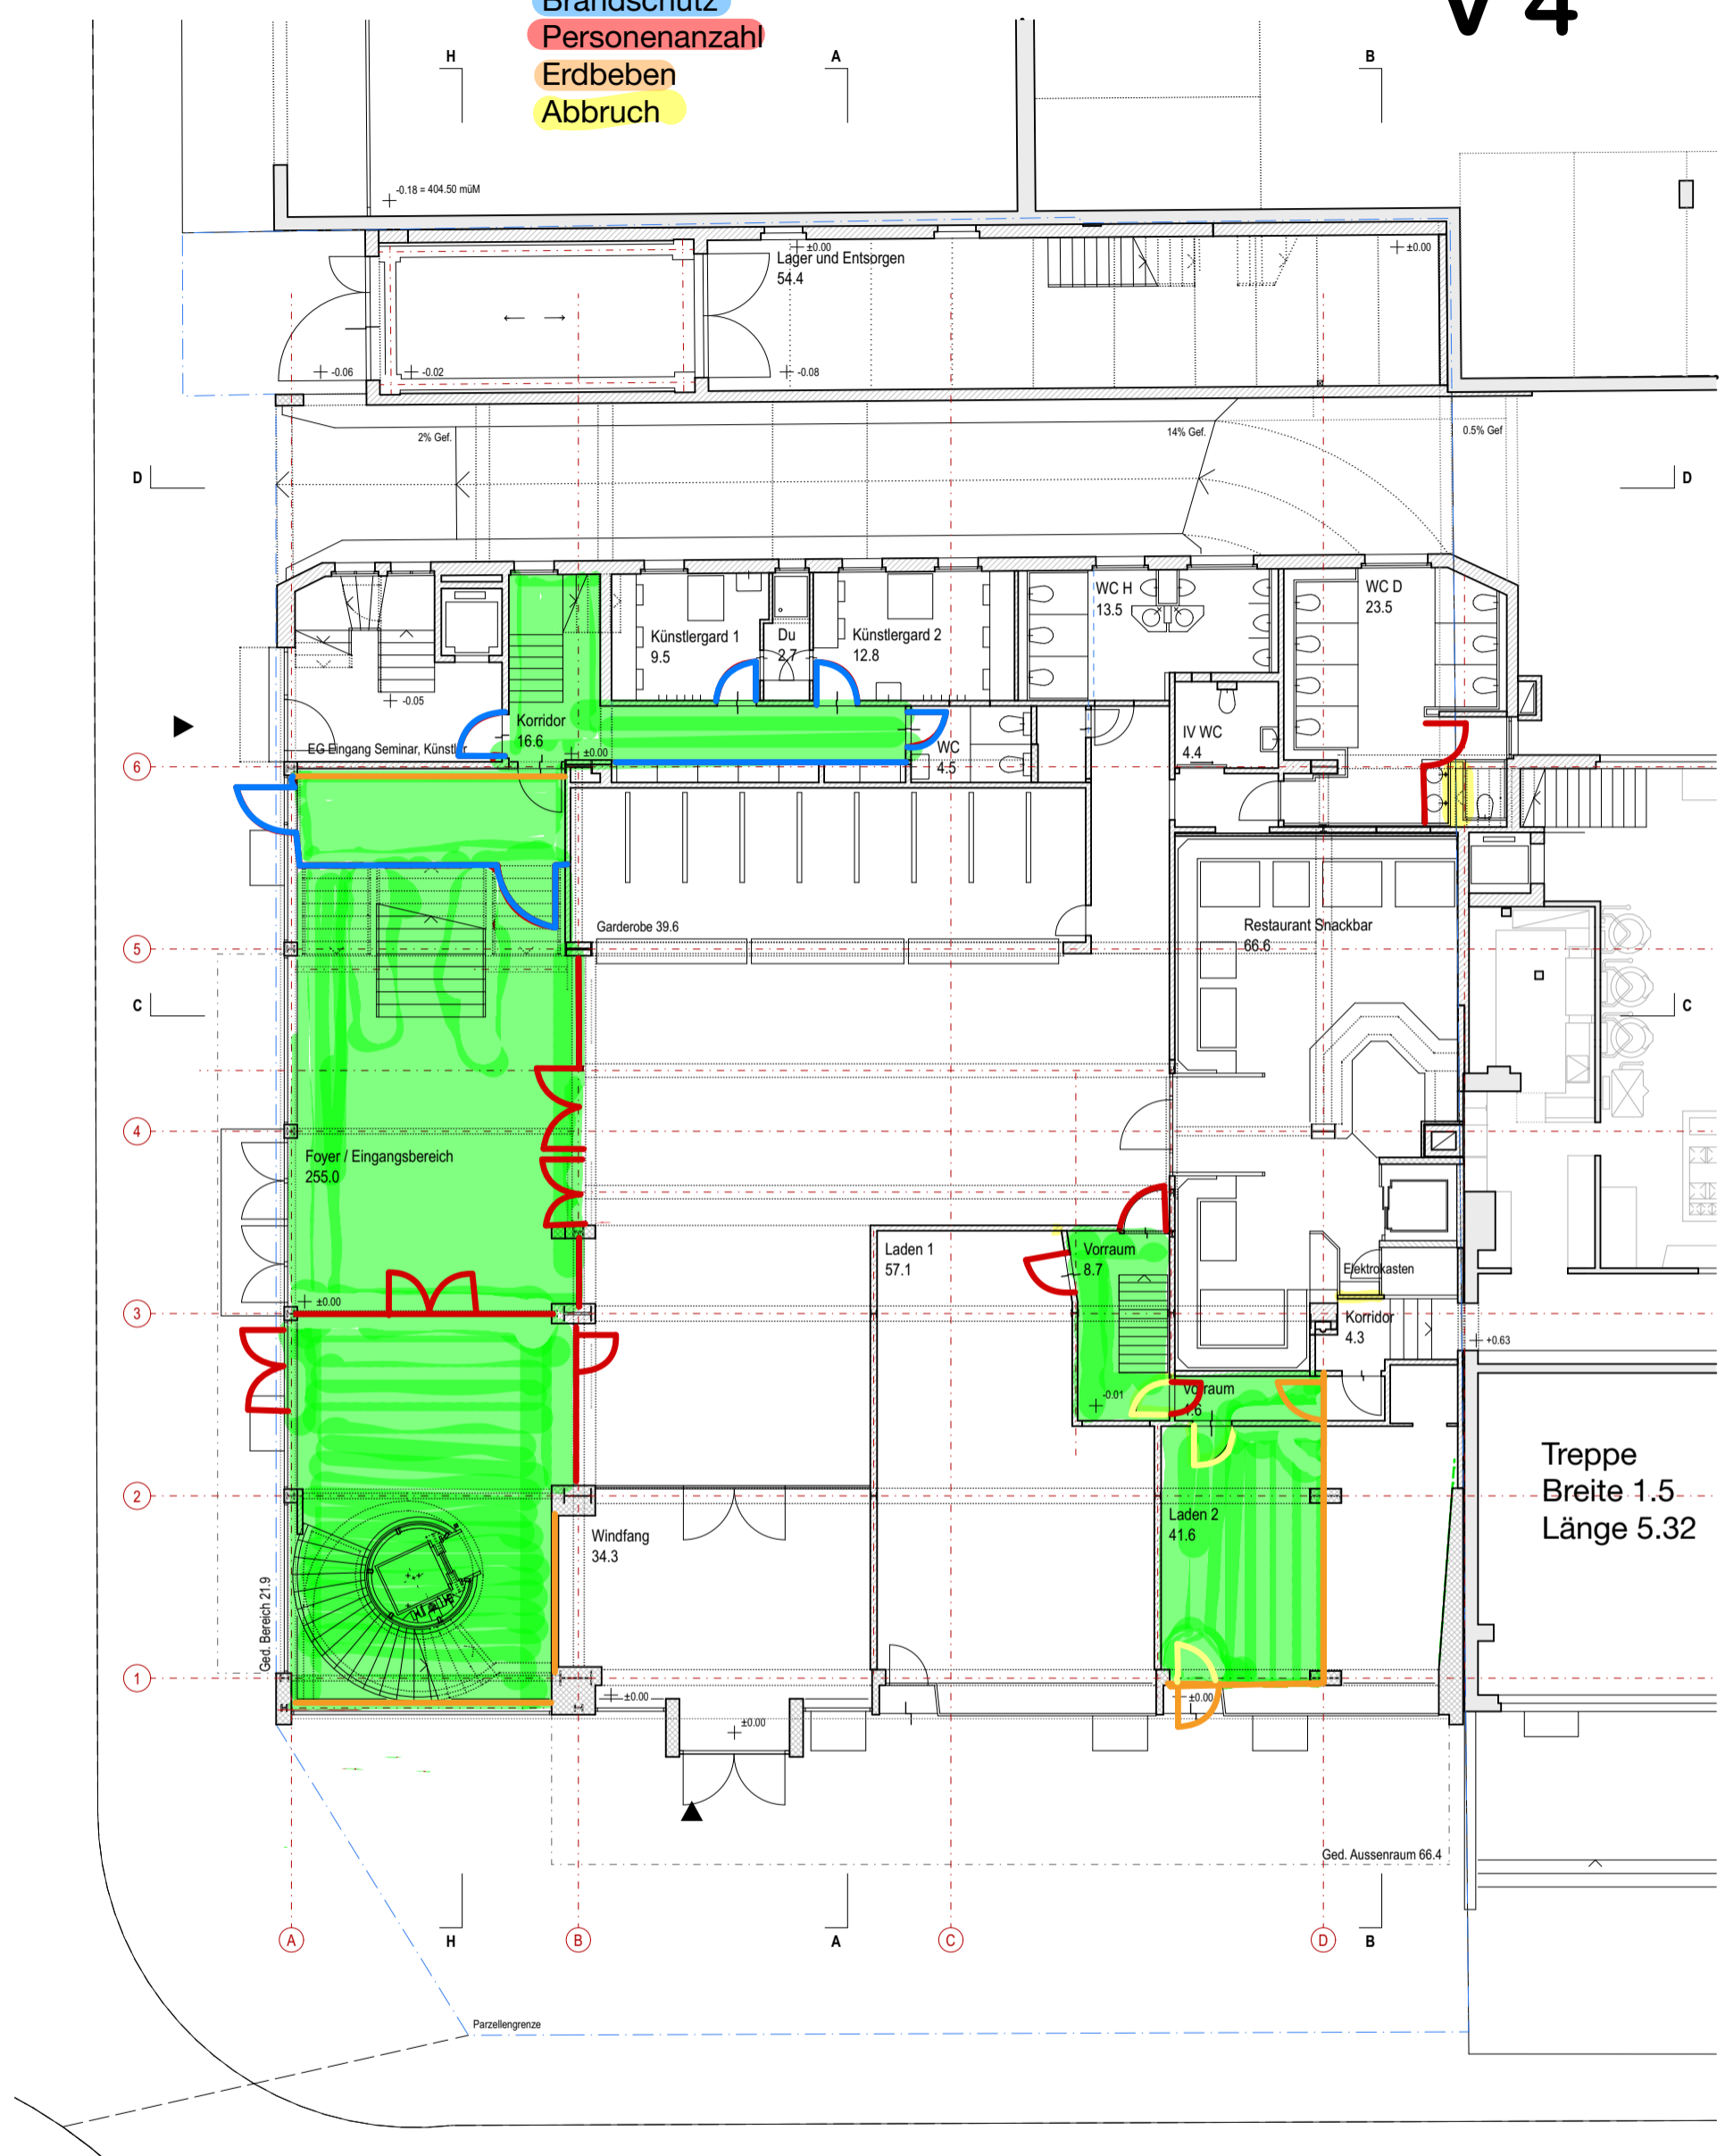 Brandschutz
V 4
Personenanzahl
Erdbeben
Abbruch
H
A
B
-0.18 = 404.50 müM
±0.00
Lager und Entsorgen
54.4
±0.00
-0.06
-0.02
-0.08
2% Gef.
14% Gef.
0.5% Gef
D
D
WC H
13.5
WC D
23.5
Künstlergard 1
9.5
Du
2.7
Künstlergard 2
12.8
-0.05
Korridor
16.6
IV WC
4.4
EG Eingang Seminar, Künstler
±0.00
WC
4.5
6
Garderobe 39.6
Restaurant Snackbar
66.6
5
C
C
4
Foyer / Eingangsbereich
255.0
Laden 1
57.1
Vorraum
8.7
Elektrokasten
±0.00
3
Korridor
4.3
+0.63
-0.01
Vorraum
4.6
Treppe
Breite 1.5
Länge 5.32
2
Windfang
34.3
Laden 2
41.6
Ged. Bereich 21.9
1
±0.00
±0.00
±0.00
Ged. Aussenraum 66.4
A
H
B
A
C
D
B
Parzellengrenze